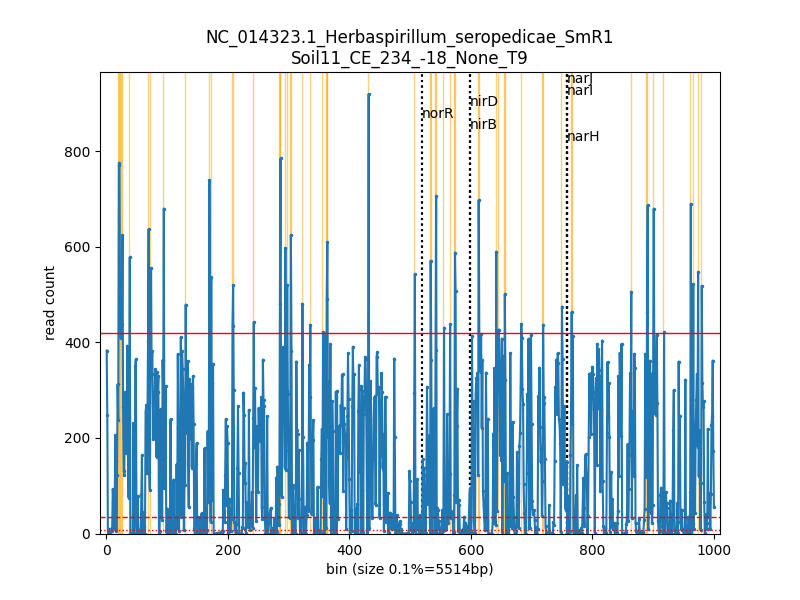 NC_014323.1_Herbaspirillum_seropedicae_SmR1
Soil11_CE_234_-18_None_T9
narJ
narI
nirD
norR
nirB
narH
800
600
400
200
0
read count
0 200 400 600 800 1000
bin (size 0.1%=5514bp)